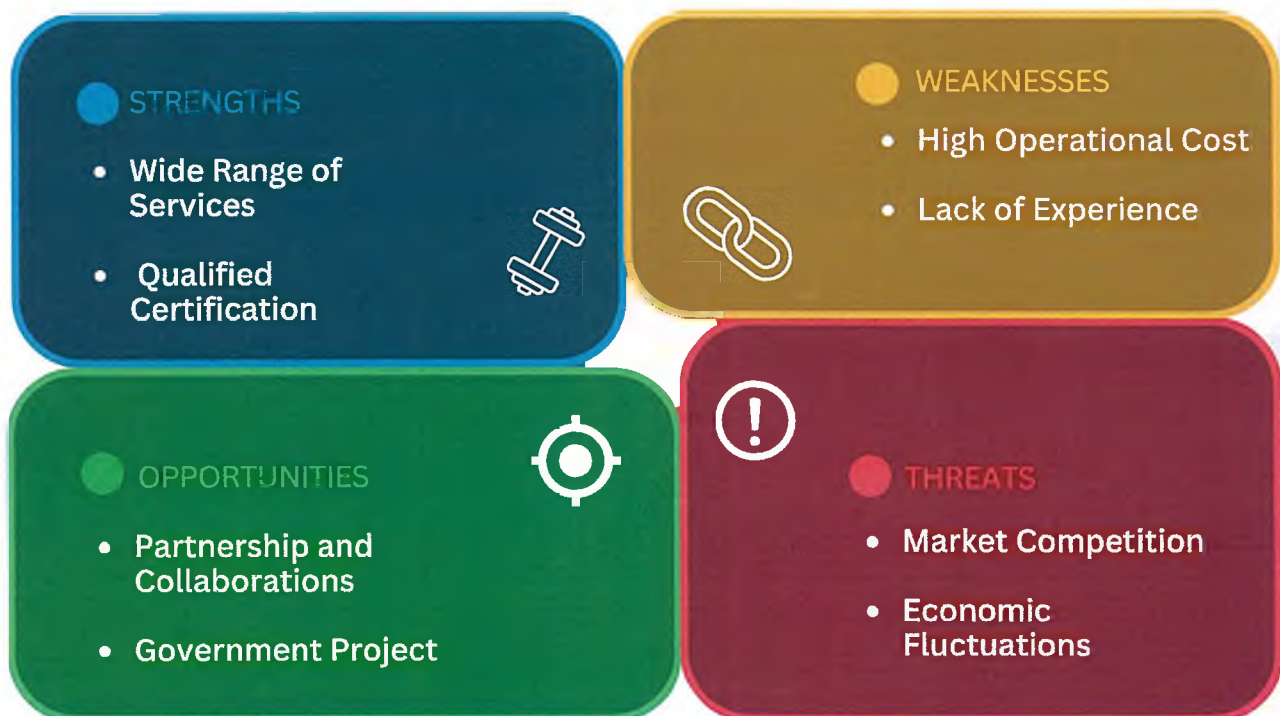 STRENGTHS
• Wide Range of
Services
• Qualified
Certification
WEAKNESSES
• High Operational Cost
• Lack of Experience
OPPORTUNITIES
• Partnership and
Collaborations
• Government Project
THREATS
• Market Competition
• Economic
Fluctuations